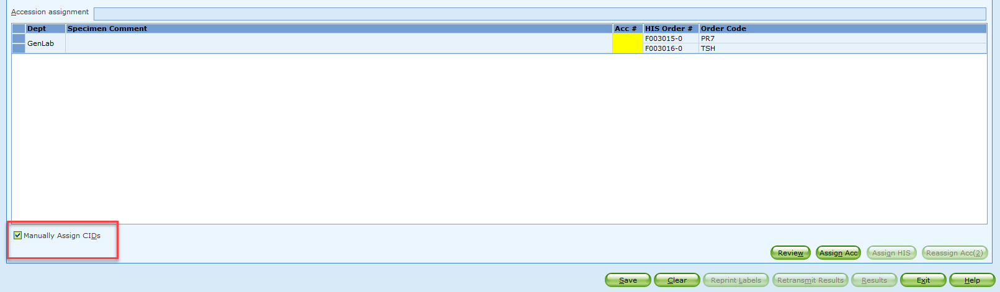 Accession assignment
Dept Specimen Comment Acc # HIS Order # Order Code
GenLab F003015-0 PR7
F003016-0 TSH
Manually Assign CIDs
Review Assign Acc Assign HIS Reassign Acc(2)
Save Clear Reprint Labels Retransmit Results Results Exit Help